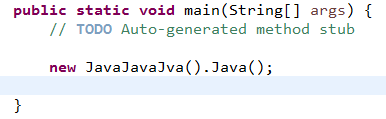 public static void main(String[] args) {
// TODO Auto-generated method stub
new JavaJavaJva().Java();
}